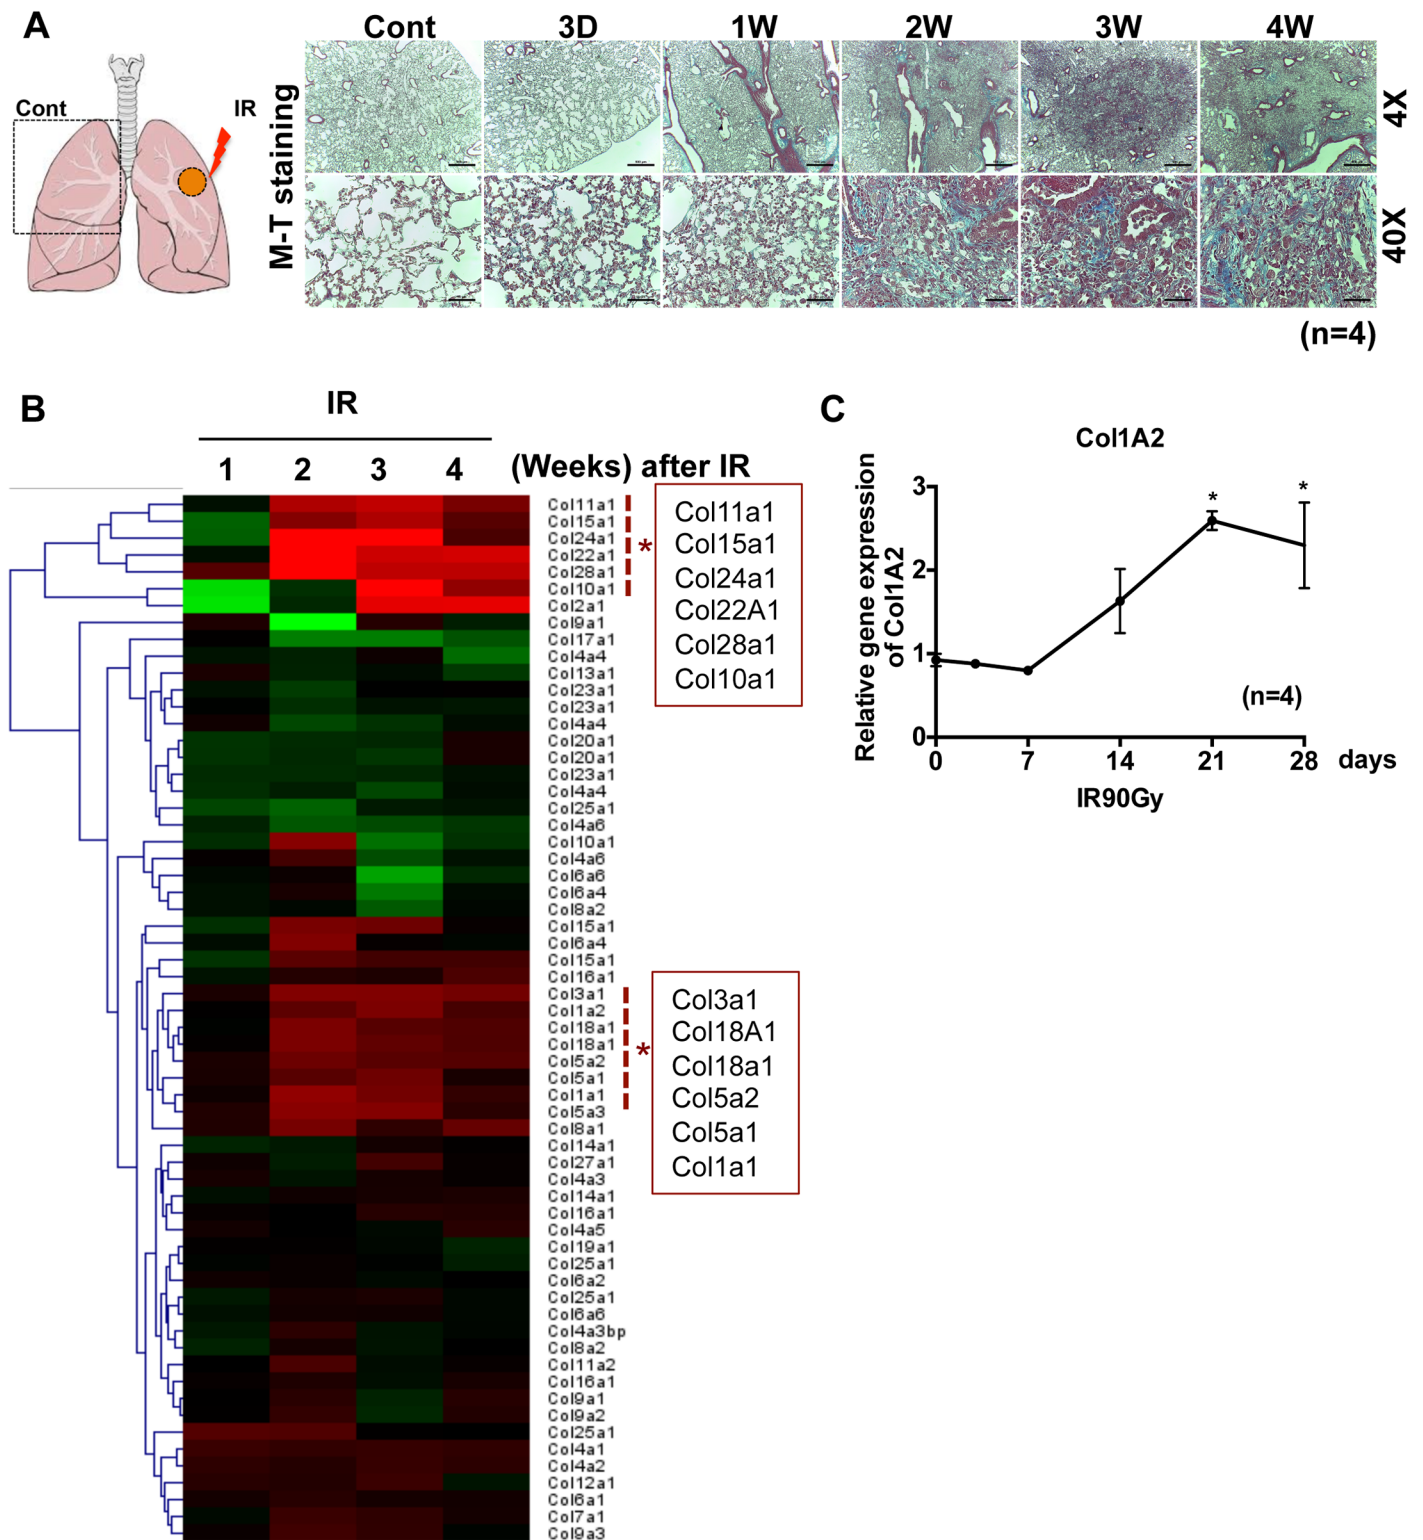 A
Cont
IR
Cont 3D 1W 2W 3W 4W
M-T staining
4X
40X
(n=4)
B
IR
1 2 3 4 (Weeks) after IR
Col11a1
Col15a1
Col24a1
Col22a1
Col28a1
Col10a1
Col2a1
Col9a1
Col17a1
Col4a4
Col13a1
Col23a1
Col23a1
Col4a4
Col20a1
Col20a1
Col23a1
Col4a4
Col25a1
Col4a6
Col10a1
Col4a6
Col6a6
Col6a4
Col8a2
Col15a1
Col6a4
Col15a1
Col16a1
Col3a1
Col1a2
Col18a1
Col18a1
Col5a2
Col5a1
Col1a1
Col5a3
Col8a1
Col14a1
Col27a1
Col4a3
Col14a1
Col16a1
Col4a5
Col19a1
Col25a1
Col6a2
Col25a1
Col6a6
Col4a3bp
Col8a2
Col11a2
Col16a1
Col9a1
Col9a2
Col25a1
Col4a1
Col4a2
Col12a1
Col6a1
Col7a1
Col9a3
*
Col11a1
Col15a1
Col24a1
Col22A1
Col28a1
Col10a1
*
Col3a1
Col18A1
Col18a1
Col5a2
Col5a1
Col1a1
C
Col1A2
Relative gene expression
of Col1A2
3
2
1
0
* *
(n=4)
0 7 14 21 28 days
IR90Gy